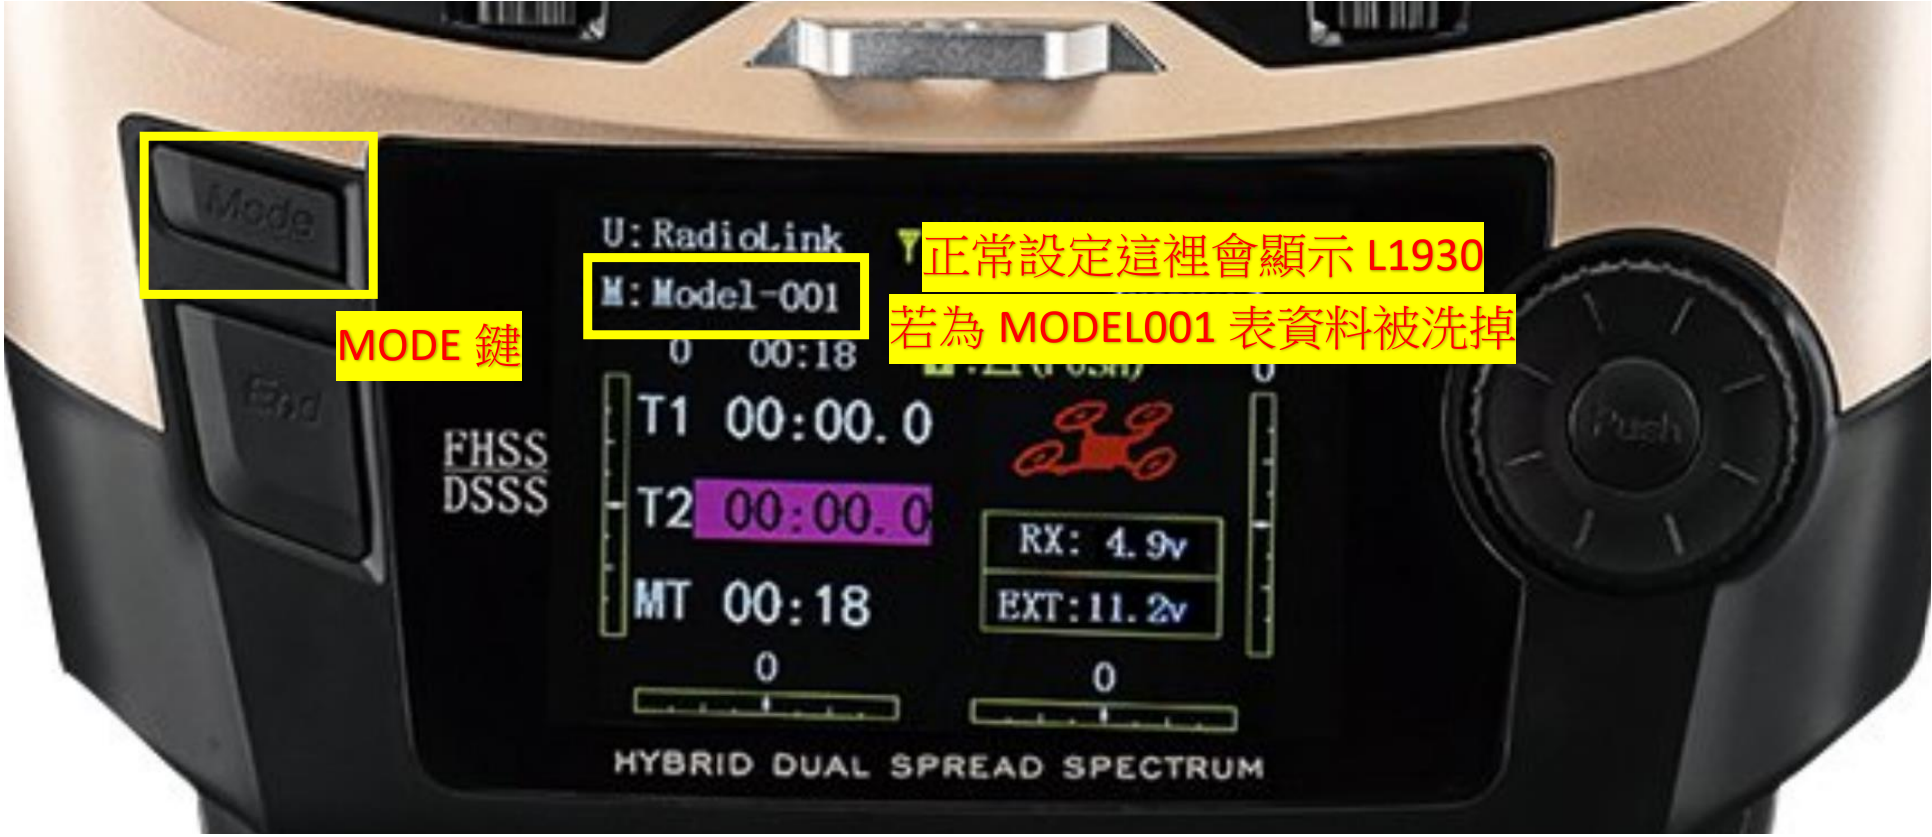 Mode
U:RadioLink
正常設定這裡會顯示 L1930
M:Model-001
若為 MODEL001 表資料被洗掉
MODE 鍵
0 00:18
(Push)
0
End
Push
T1 00:00.0
FHSS
DSSS
T2 00:00.0
RX: 4.9v
MT 00:18
EXT:11.2v
0
0
HYBRID DUAL SPREAD SPECTRUM